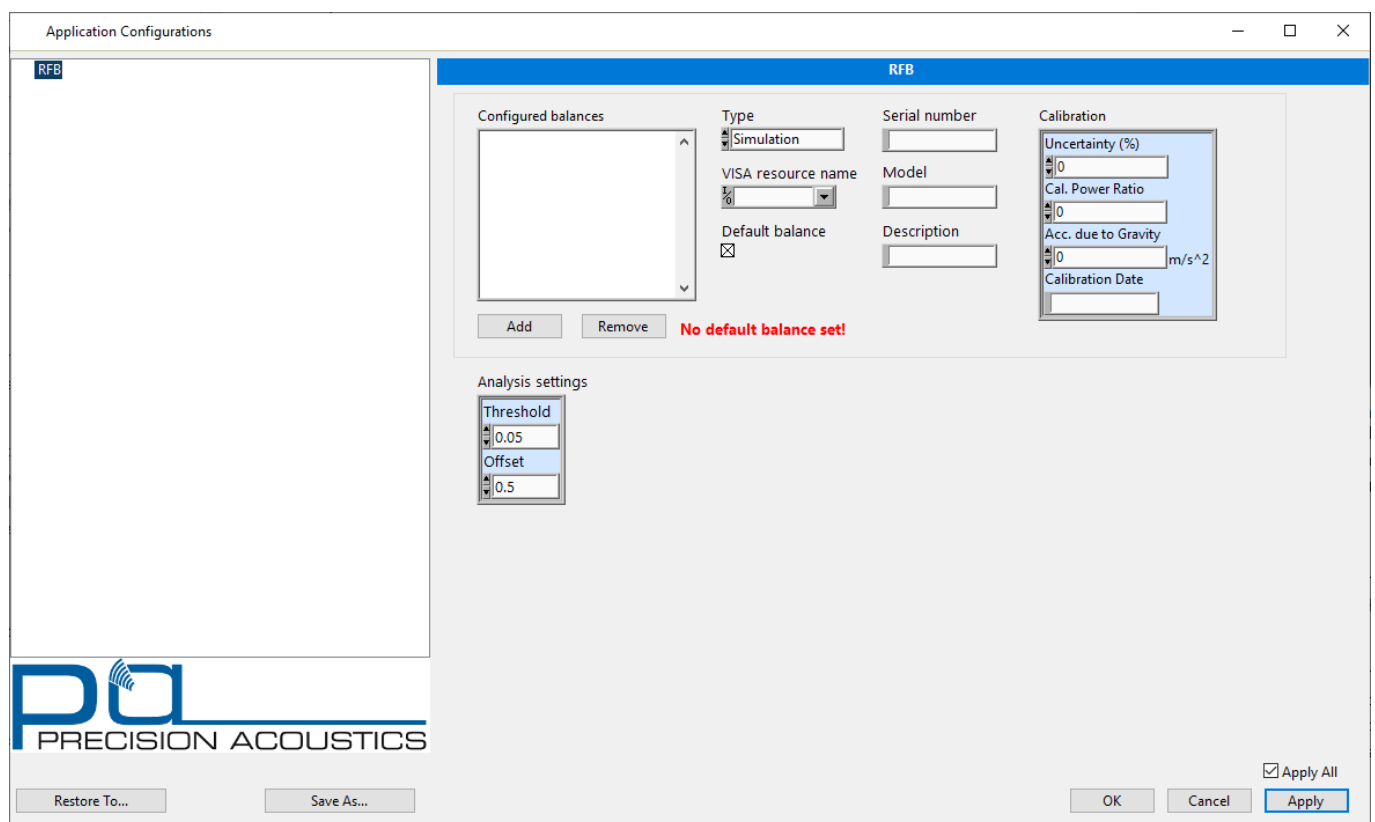 Application Configurations
RFB
RFB
Configured balances
Type
Simulation
VISA resource name
I/O
Default balance
Serial number
Model
Description
Calibration
Uncertainty (%)
0
Cal. Power Ratio
0
Acc. due to Gravity
0
m/s^2
Calibration Date
Add
Remove
No default balance set!
Analysis settings
Threshold
0.05
Offset
0.5
pa
PRECISION ACOUSTICS
Apply All
Restore To...
Save As...
OK
Cancel
Apply